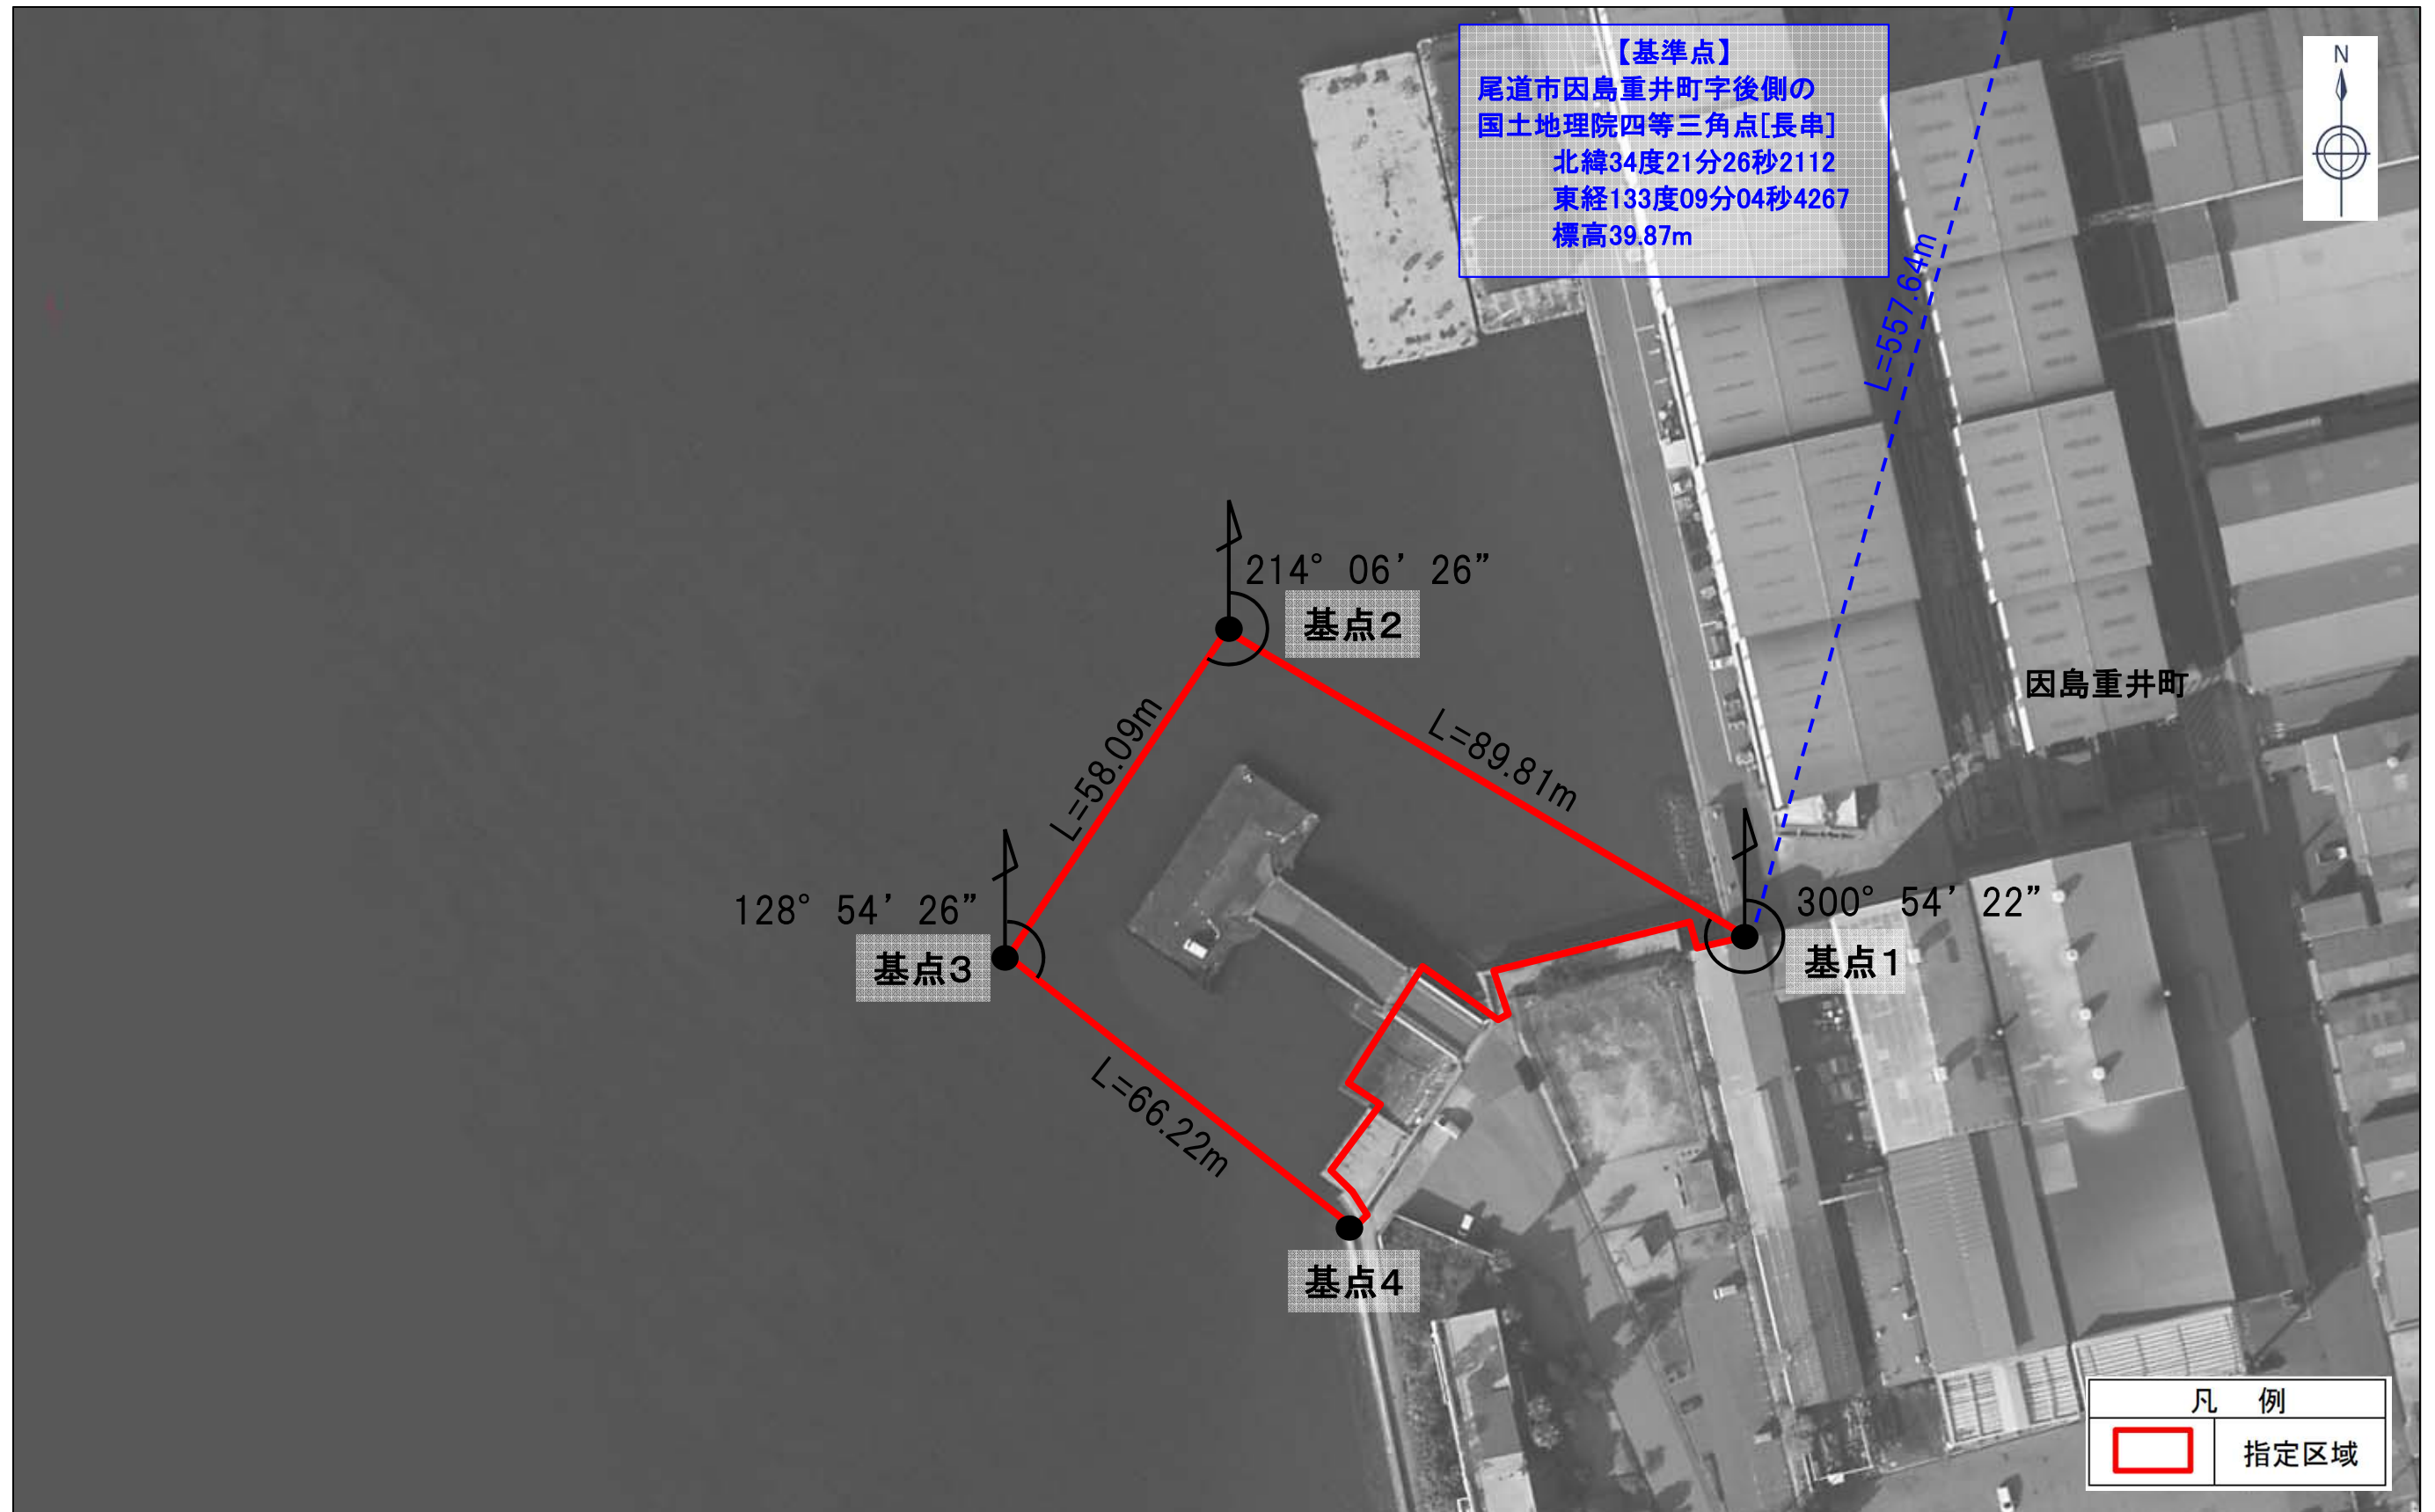 【基準点】
尾道市因島重井町字後側の
国土地理院四等三角点[長串]
北緯34度21分26秒2112
東経133度09分04秒4267
標高39.87m
N
L=557.64m
214° 06’ 26”
基点2
因島重井町
L=58.09m
L=89.81m
128° 54’ 26”
基点3
300° 54’ 22”
基点1
L=66.22m
基点4
凡 例
指定区域